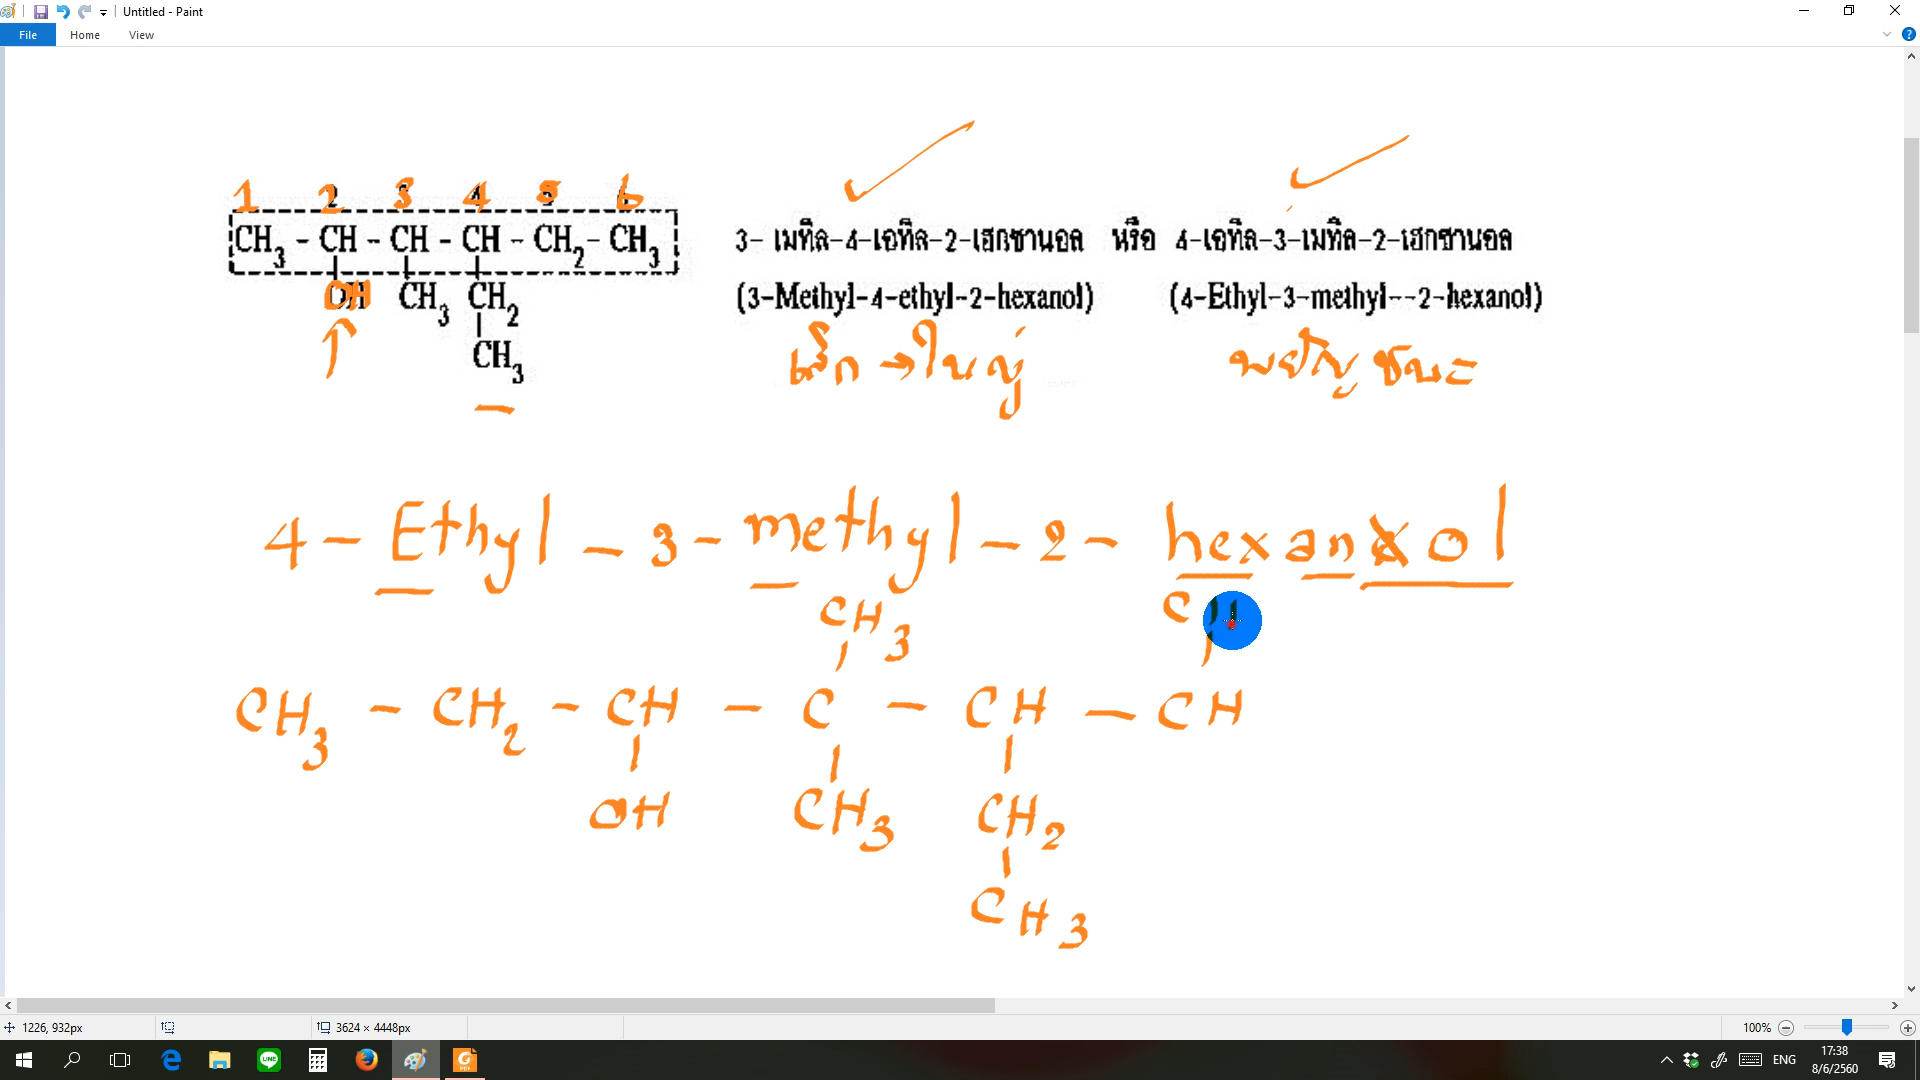 Untitled - Paint
File Home View
1 2 3 4 5 6
CH3 - CH - CH - CH - CH2 - CH3
OH CH3 CH2
CH3
3- เมทิล-4-เอทิล-2-เฮกซานอล หรือ 4-เอทิล-3-เมทิล-2-เฮกซานอล
(3-Methyl-4-ethyl-2-hexanol) (4-Ethyl-3-methyl--2-hexanol)
เล็ก → ใหญ่ พยัญชนะ
4 - Ethyl - 3 - methyl - 2 - hexanol
CH3
CH3 - CH2 - CH - C - CH - CH
OH CH3 CH2
CH3
1226, 932px 3624 × 4448px 100%
ENG 17:38
8/6/2560